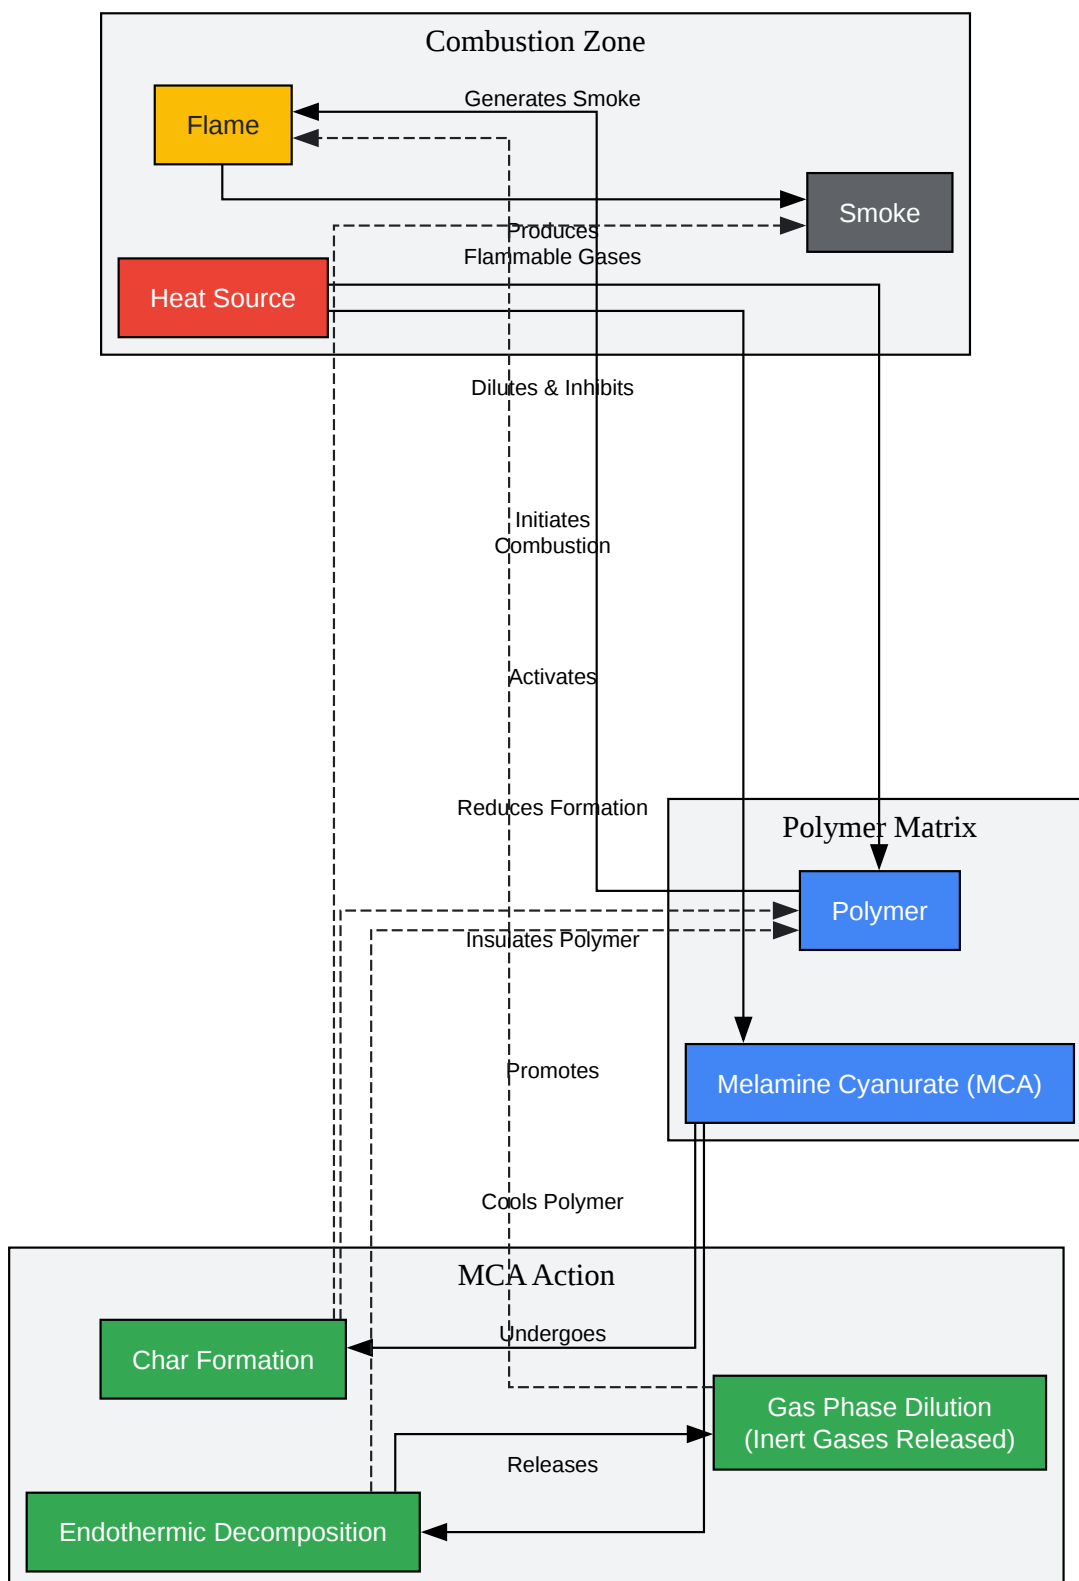 Combustion Zone
Generates Smoke
Flame
Smoke
Produces
Flammable Gases
Heat Source
Dilutes & Inhibits
Initiates
Combustion
Activates
Reduces Formation
Polymer Matrix
Polymer
Insulates Polymer
Promotes
Melamine Cyanurate (MCA)
Cools Polymer
MCA Action
Undergoes
Char Formation
Gas Phase Dilution
(Inert Gases Released)
Releases
Endothermic Decomposition